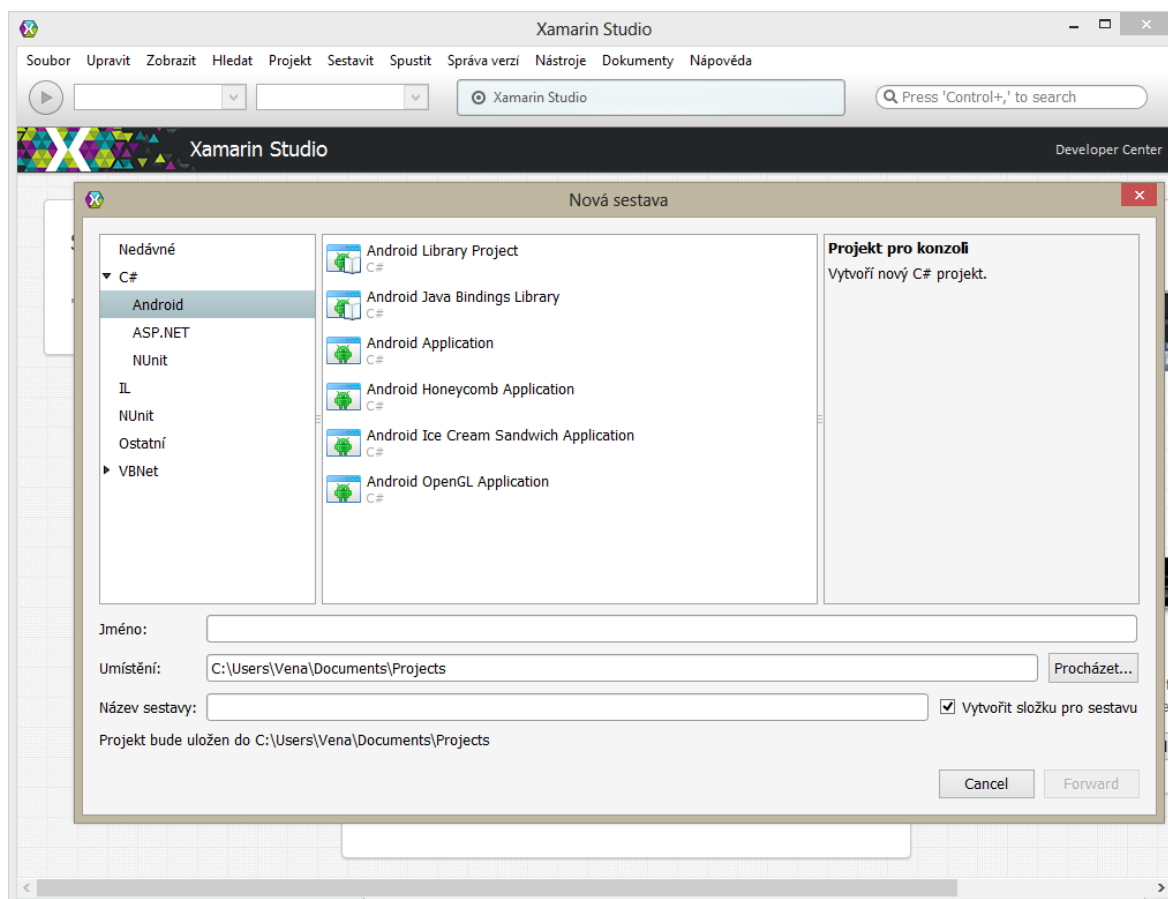 Xamarin Studio
Soubor Upravit Zobrazit Hledat Projekt Sestavit Spustit Správa verzí Nástroje Dokumenty Nápověda
Xamarin Studio
Press 'Control+,' to search
Xamarin Studio
Developer Center
Nová sestava
Nedávné
C#
Android
ASP.NET
NUnit
IL
NUnit
Ostatní
VBNet
Android Library Project
C#
Android Java Bindings Library
C#
Android Application
C#
Android Honeycomb Application
C#
Android Ice Cream Sandwich Application
C#
Android OpenGL Application
C#
Projekt pro konzoli
Vytvoří nový C# projekt.
Jméno:
Umístění: C:\Users\Vena\Documents\Projects Procházet...
Název sestavy: Vytvořit složku pro sestavu
Projekt bude uložen do C:\Users\Vena\Documents\Projects
Cancel Forward